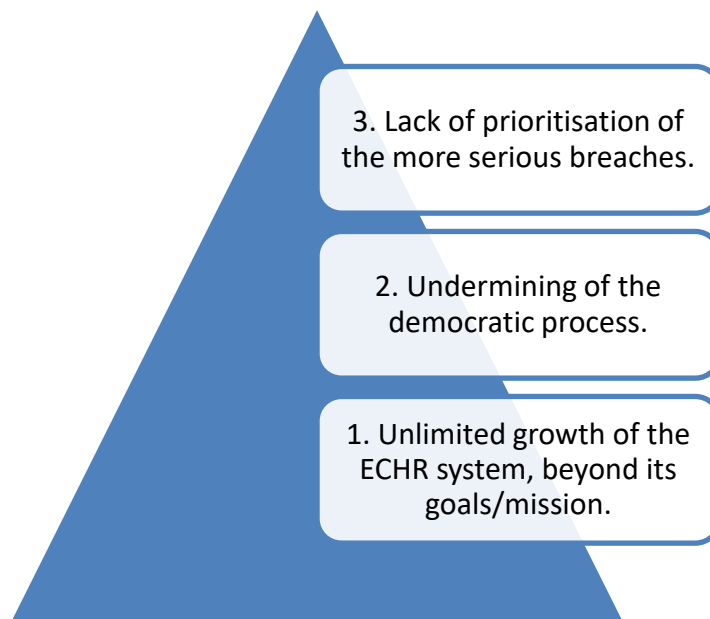 3. Lack of prioritisation of
the more serious breaches.
2. Undermining of the
democratic process.
1. Unlimited growth of the
ECHR system, beyond its
goals/mission.